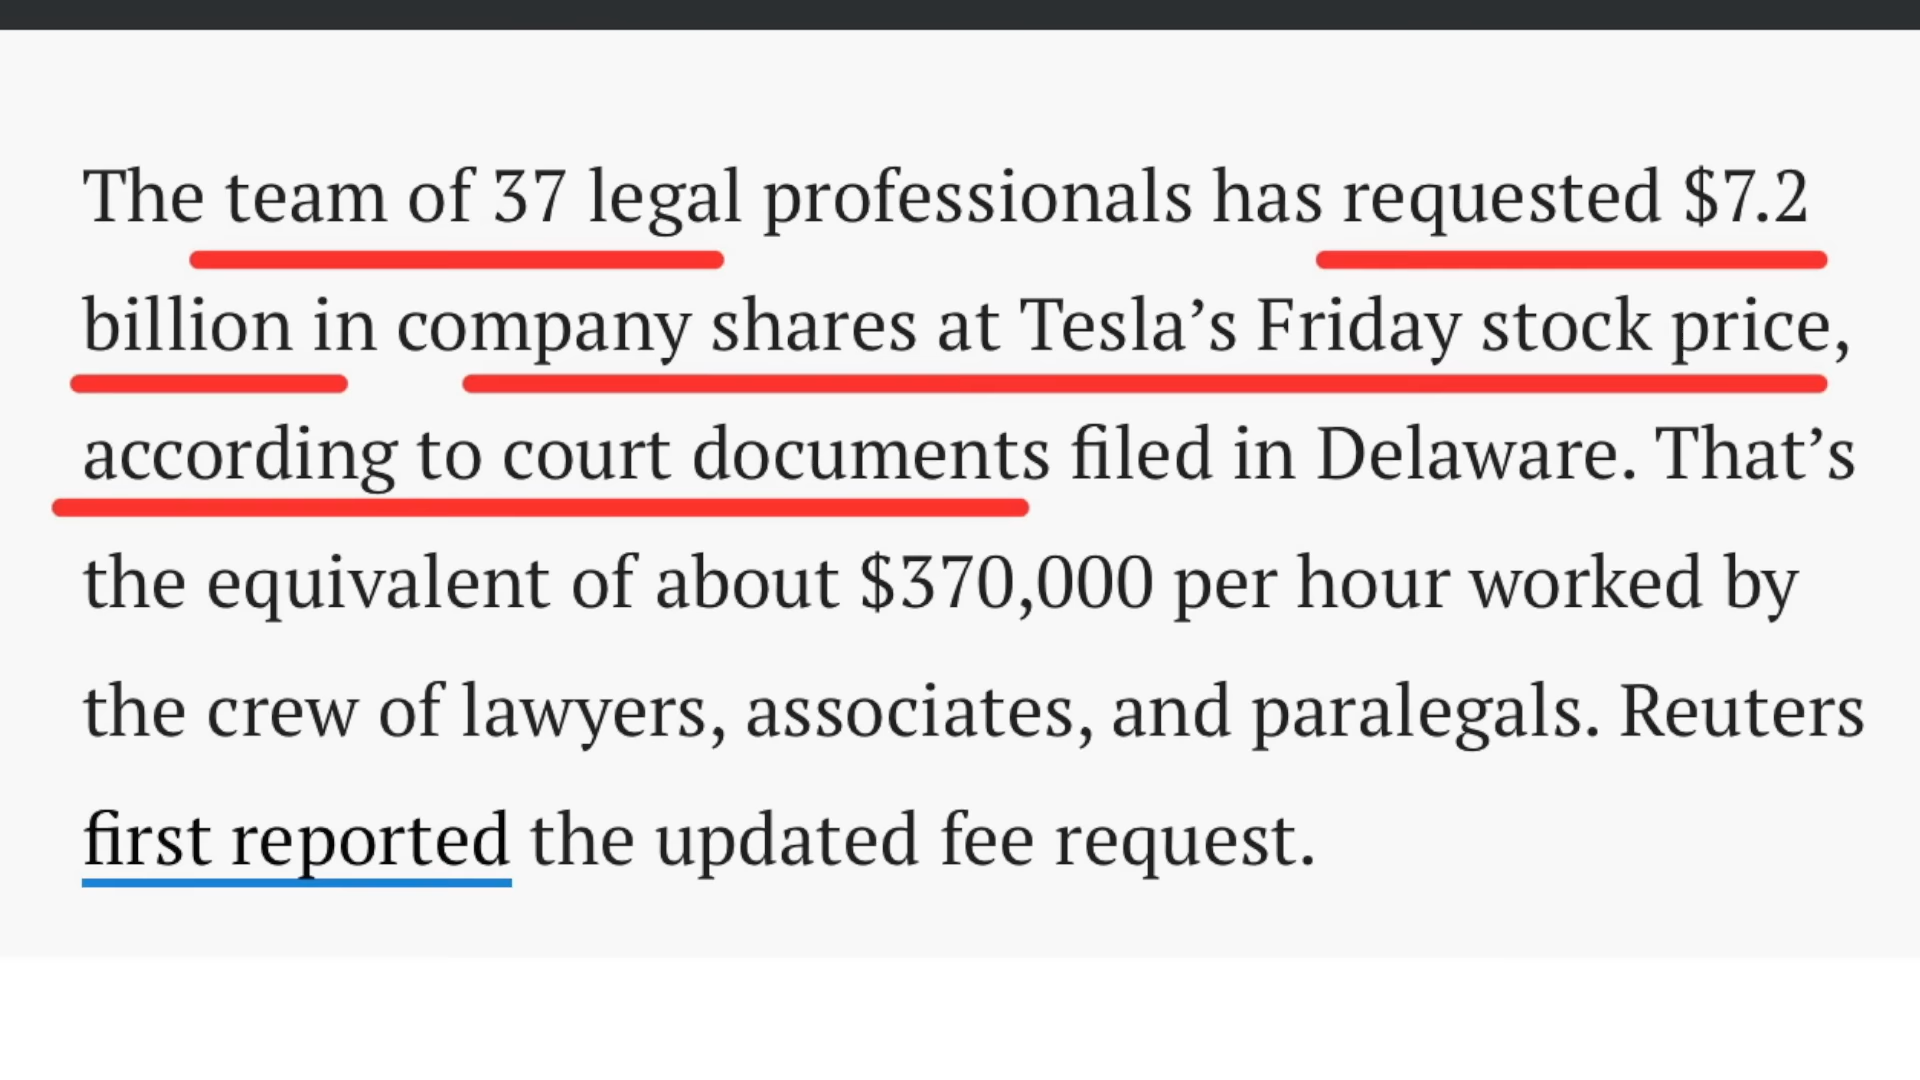 The team of 37 legal professionals has requested $7.2
billion in company shares at Tesla’s Friday stock price,
according to court documents filed in Delaware. That’s
the equivalent of about $370,000 per hour worked by
the crew of lawyers, associates, and paralegals. Reuters
first reported the updated fee request.